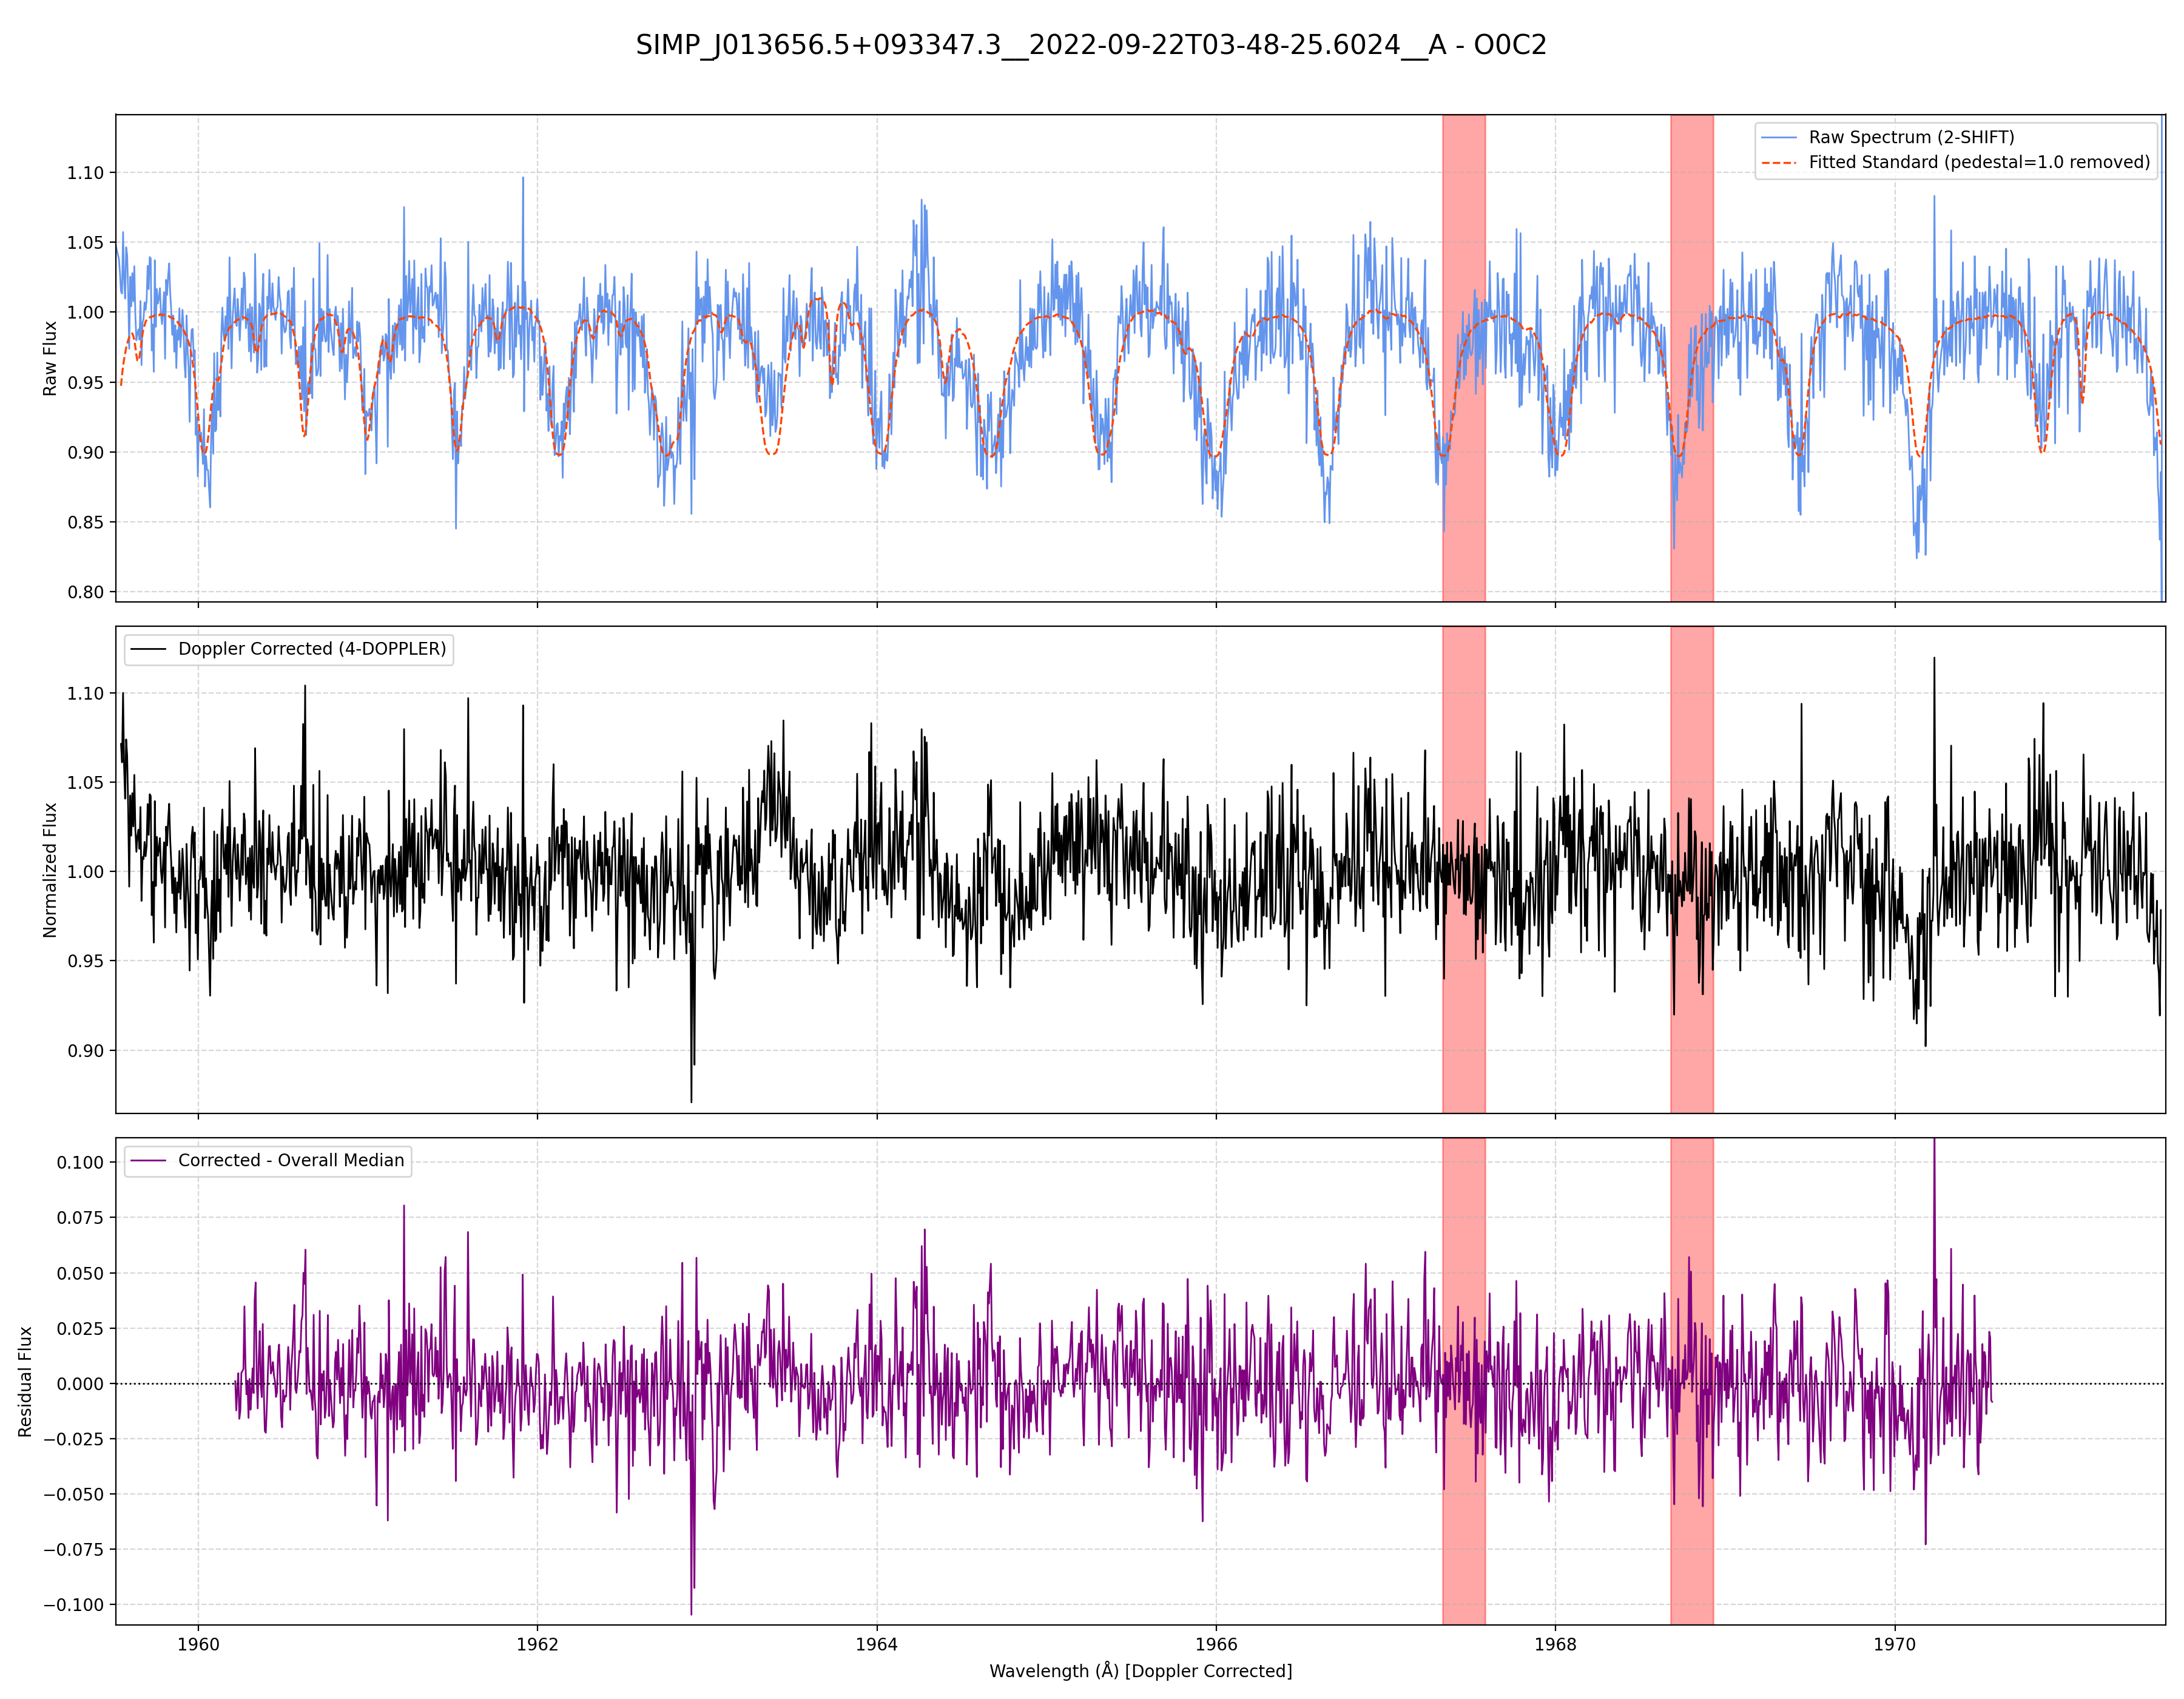 SIMP_J013656.5+093347.3__2022-09-22T03-48-25.6024__A - O0C2
Raw Flux
1.10
1.05
1.00
0.95
0.90
0.85
0.80
Raw Spectrum (2-SHIFT)
Fitted Standard (pedestal=1.0 removed)
Normalized Flux
1.10
1.05
1.00
0.95
0.90
Doppler Corrected (4-DOPPLER)
Residual Flux
0.100
0.075
0.050
0.025
0.000
−0.025
−0.050
−0.075
−0.100
Corrected - Overall Median
1960 1962 1964 1966 1968 1970
Wavelength (Å) [Doppler Corrected]